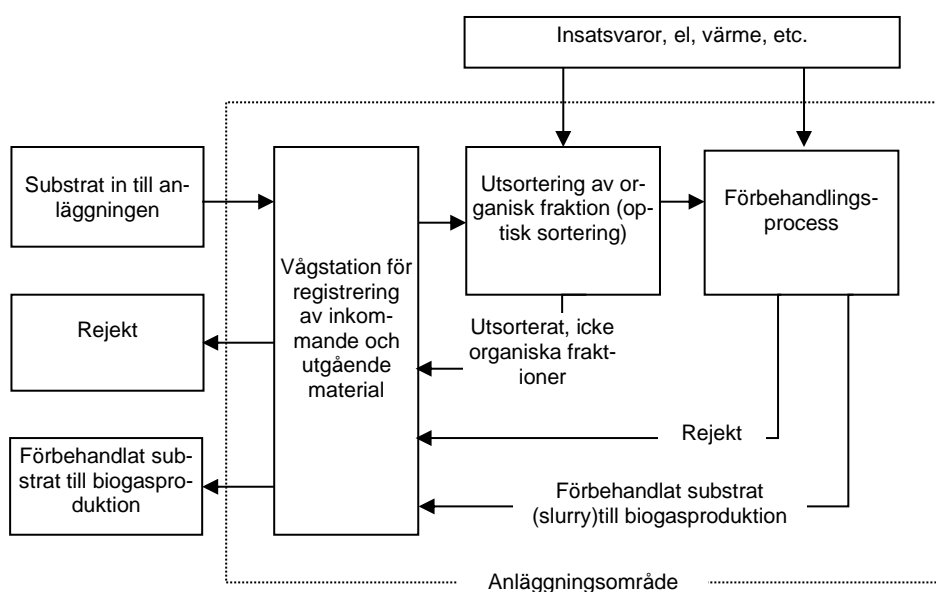 Insatsvaror, el, värme, etc.
Substrat in till an-
läggningen
Vågstation för
registrering
av inkom-
mande och
utgående
material
Utsortering av or-
ganisk fraktion (op-
tisk sortering)
Förbehandlings-
process
Rejekt
Utsorterat, icke
organiska frakt-
ioner
Rejekt
Förbehandlat sub-
strat till biogaspro-
duktion
Förbehandlat substrat
(slurry)till biogasproduktion
Anläggningsområde